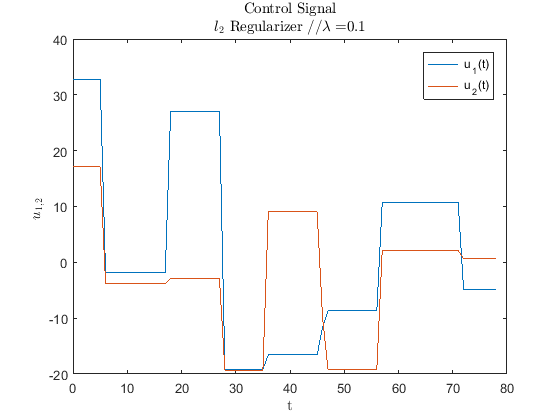 Control Signal
l₂ Regularizer //λ =0.1
u₁(t)
u₂(t)
40
30
20
10
0
-10
-20
u₁,₂
0 10 20 30 40 50 60 70 80
t